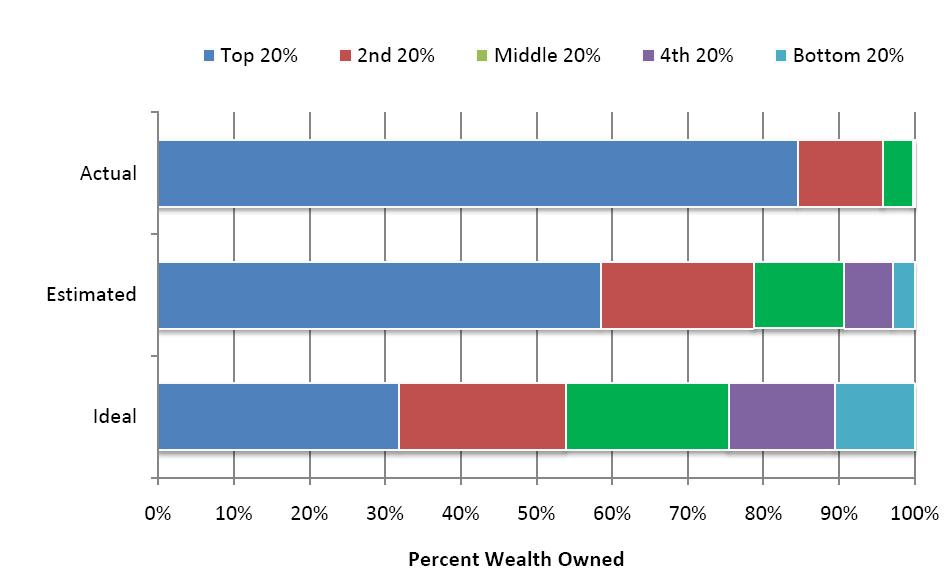 Top 20% 2nd 20% Middle 20% 4th 20% Bottom 20%
Actual
Estimated
Ideal
0% 10% 20% 30% 40% 50% 60% 70% 80% 90% 100%
Percent Wealth Owned